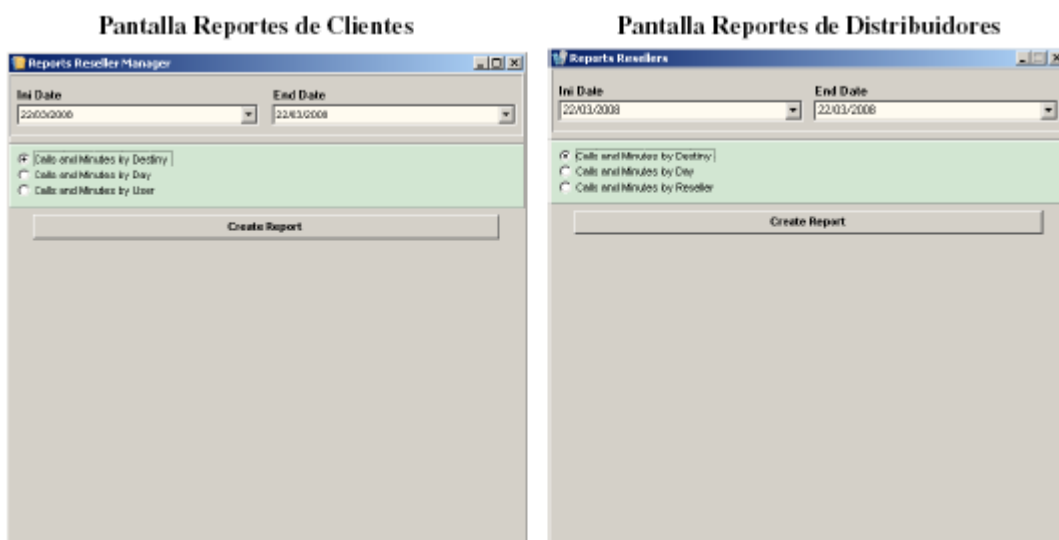 Pantalla Reportes de Clientes
Reports Reseller Manager
Ini Date
End Date
22/03/2008
22/03/2008
Calls and Minutes by Destiny
Calls and Minutes by Day
Calls and Minutes by User
Create Report
Pantalla Reportes de Distribuidores
Reports Resellers
Ini Date
End Date
22/03/2008
22/03/2008
Calls and Minutes by Destiny
Calls and Minutes by Day
Calls and Minutes by Reseller
Create Report